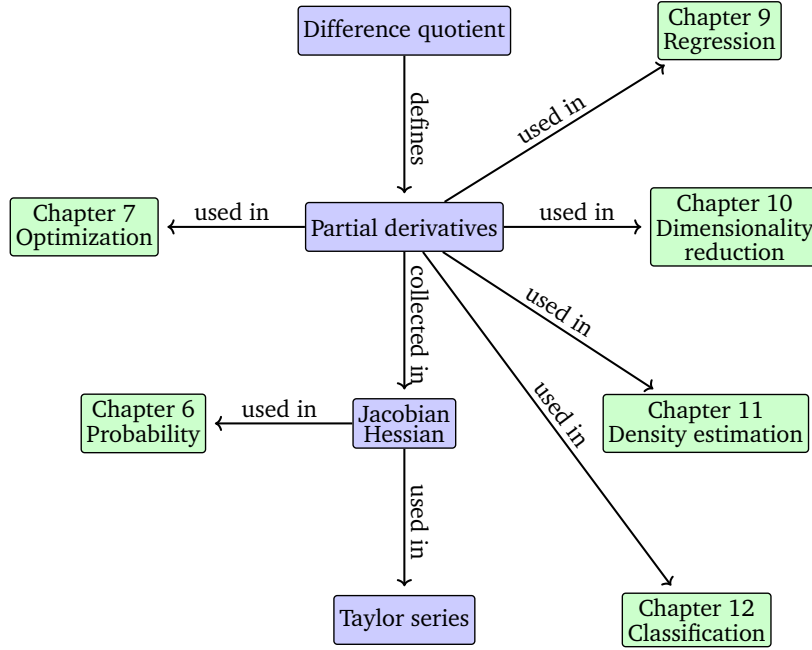 Difference quotient
Chapter 9
Regression
defines
used in
Chapter 7
Optimization
used in
Partial derivatives
used in
Chapter 10
Dimensionality
reduction
collected in
used in
used in
Chapter 6
Probability
used in
Jacobian
Hessian
Chapter 11
Density estimation
used in
Taylor series
Chapter 12
Classification